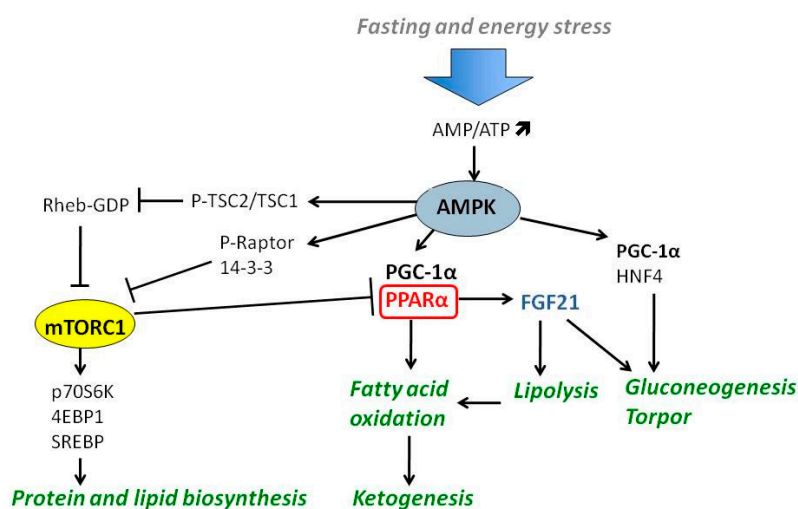 Fasting and energy stress
AMP/ATP ↗
AMPK
P-TSC2/TSC1
Rheb-GDP
P-Raptor
14-3-3
PGC-1α
PPARα
FGF21
PGC-1α
HNF4
mTORC1
p70S6K
4EBP1
SREBP
Fatty acid
oxidation
Lipolysis
Gluconeogenesis
Torpor
Protein and lipid biosynthesis
Ketogenesis